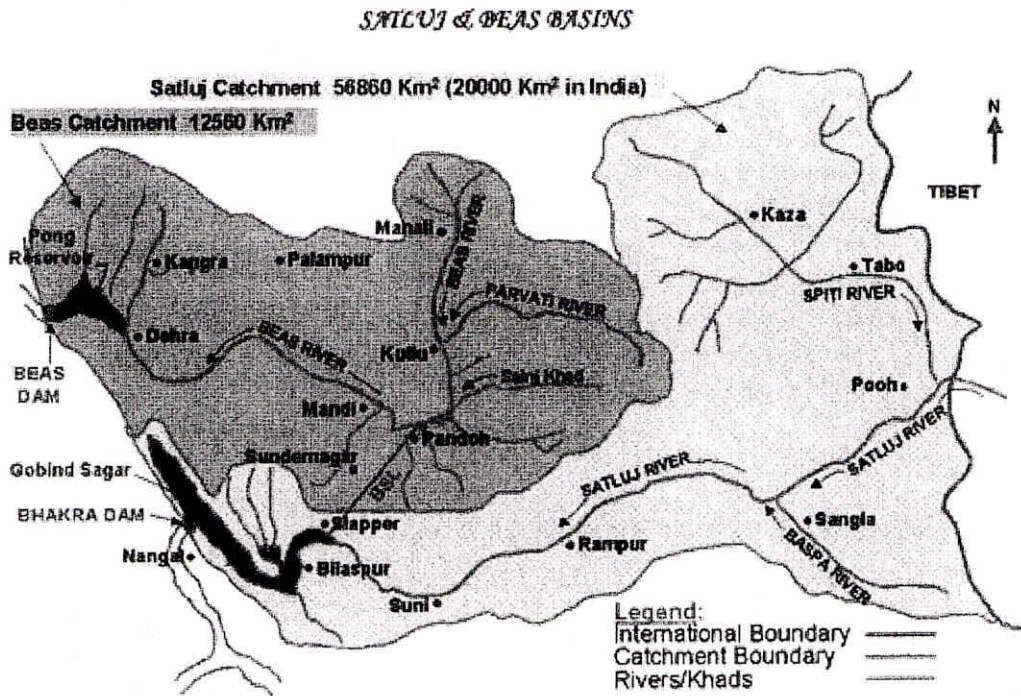 SATLUJ & BEAS BASINS
Satluj Catchment 56860 Km² (20000 Km² in India)
Beas Catchment 12560 Km²
N
TIBET
Pong
Reservoir
Kangra
Palampur
Manali
BEAS RIVER
PARVATI RIVER
Kaza
Tabo
SPITI RIVER
Dehra
BEAS RIVER
Kullu
Sainj Khad
BEAS
DAM
Mandi
Pandoh
Pooh
Sundernagar
BSL
Gobind Sagar
SATLUJ RIVER
SATLUJ RIVER
BHAKRA DAM
Slapper
Sangla
Nangal
Bilaspur
Rampur
BASPA RIVER
Suni
Legend:
International Boundary
Catchment Boundary
Rivers/Khads